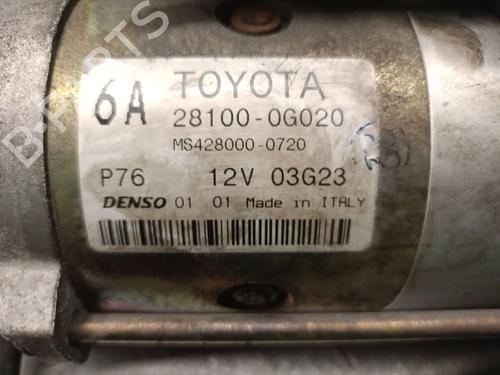 6A TOYOTA
28100-0G020
MS428000-0720
P76 12V 03G23
DENSO 01 01 Made in ITALY